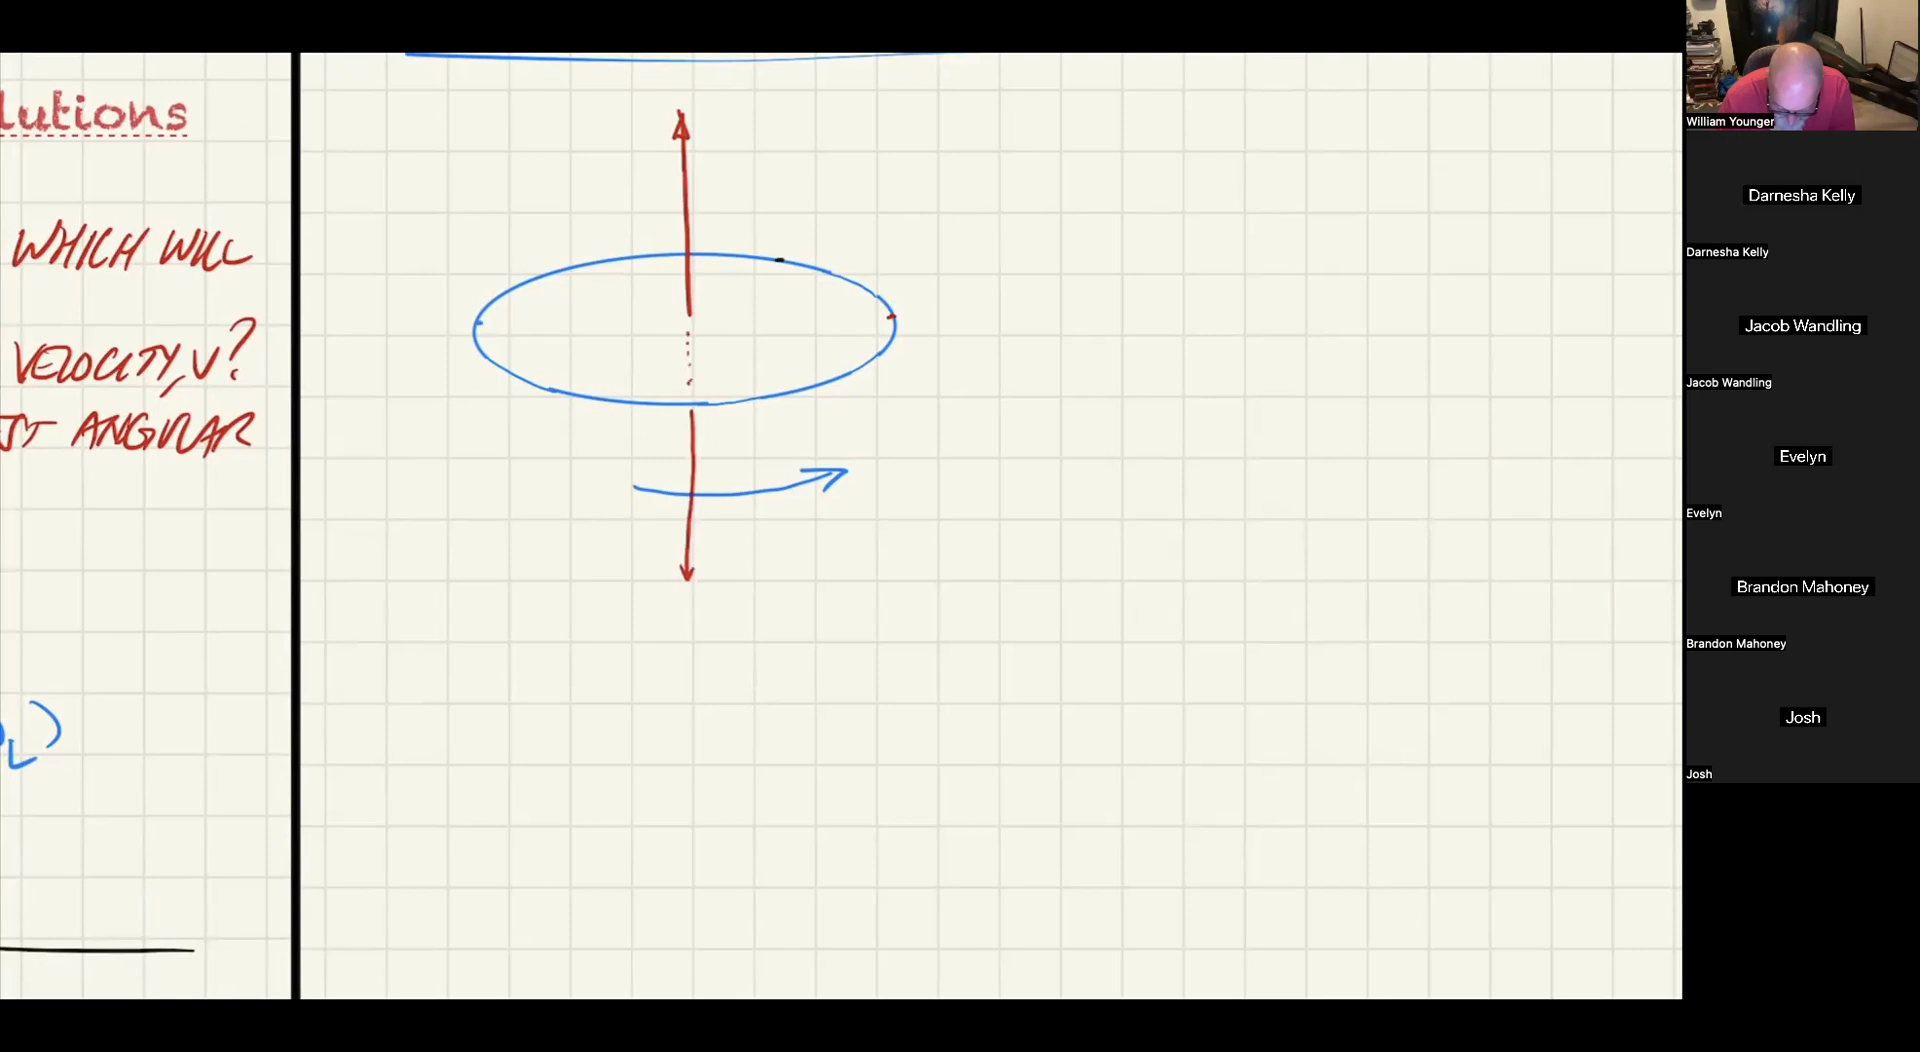 lutions
WHICH WILL
VELOCITY, V?
ST ANGULAR
L)
William Younger
Darnesha Kelly
Darnesha Kelly
Jacob Wandling
Jacob Wandling
Evelyn
Evelyn
Brandon Mahoney
Brandon Mahoney
Josh
Josh